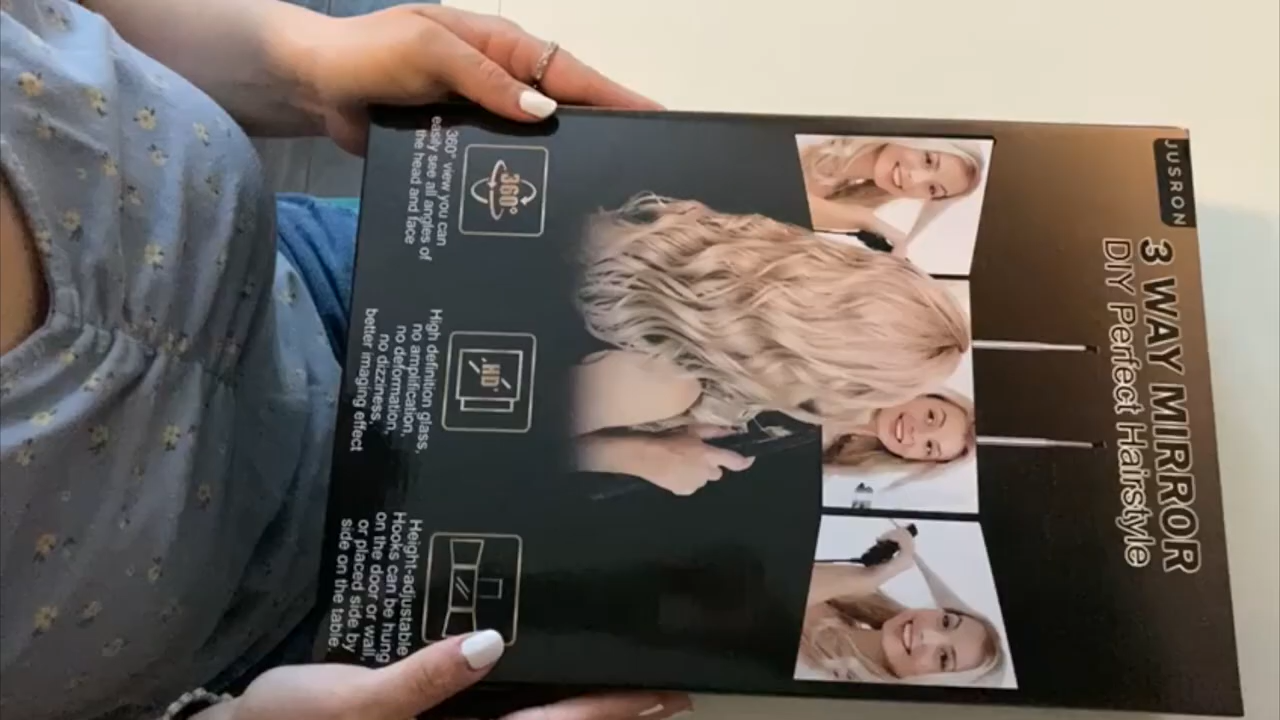 JUSRON
3 WAY MIRROR
DIY Perfect Hairstyle
360°
360° view you can
easily see all angles of
the head and face
HD
High definition glass,
no amplification,
no deformation,
no dizziness,
better imaging effect
Height-adjustable
Hooks can be hung
on the door or wall,
or placed side by
side on the table.